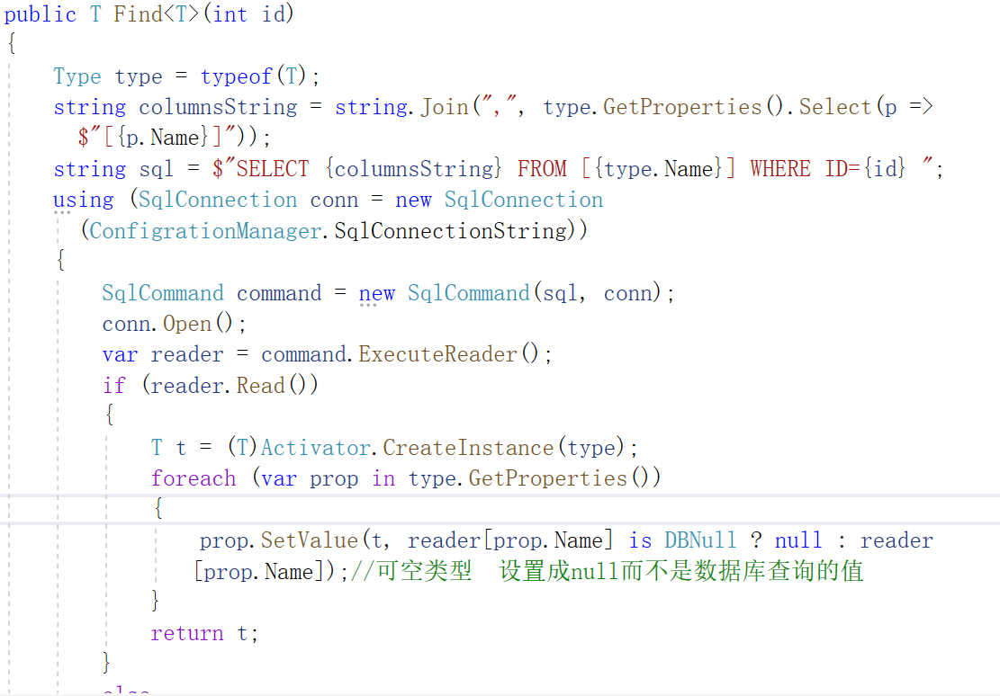 public T Find<T>(int id)
{
Type type = typeof(T);
string columnsString = string.Join(",", type.GetProperties().Select(p =>
$"[{p.Name}]"));
string sql = $"SELECT {columnsString} FROM [{type.Name}] WHERE ID={id} ";
using (SqlConnection conn = new SqlConnection
(ConfigrationManager.SqlConnectionString))
{
SqlCommand command = new SqlCommand(sql, conn);
conn.Open();
var reader = command.ExecuteReader();
if (reader.Read())
{
T t = (T)Activator.CreateInstance(type);
foreach (var prop in type.GetProperties())
{
prop.SetValue(t, reader[prop.Name] is DBNull ? null : reader
[prop.Name]);//可空类型  设置成null而不是数据库查询的值
}
return t;
}
else